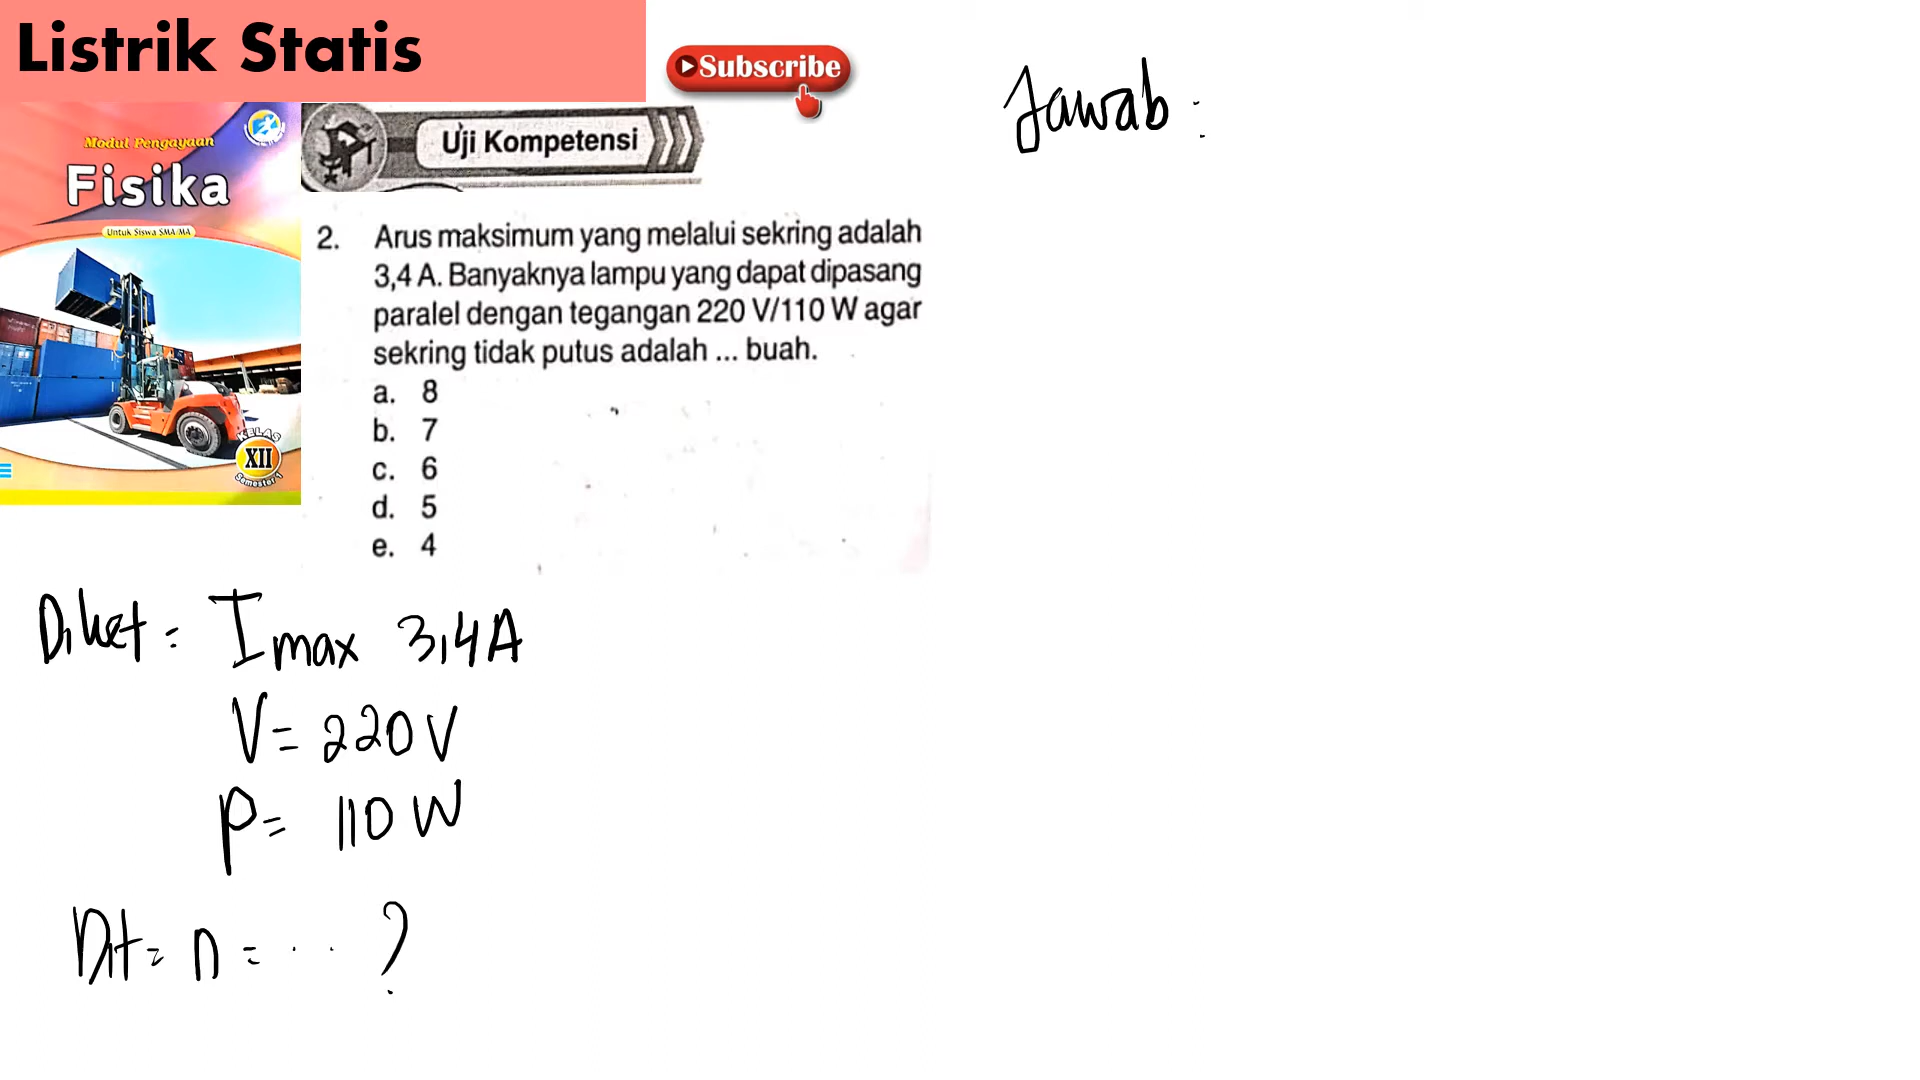 Listrik Statis
Subscribe
Modul Pengayaan
Fisika
Untuk Siswa SMA/MA
KELAS
XII
Semester 1
Uji Kompetensi
2. Arus maksimum yang melalui sekring adalah
3,4 A. Banyaknya lampu yang dapat dipasang
paralel dengan tegangan 220 V/110 W agar
sekring tidak putus adalah ... buah.
a. 8
b. 7
c. 6
d. 5
e. 4
Diket = Imax 3,4A
V = 220 V
P = 110 W
Dit = n = ... ?
Jawab :